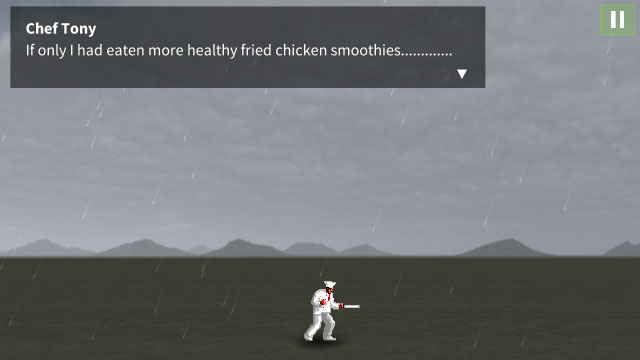 Chef Tony
If only I had eaten more healthy fried chicken smoothies.............